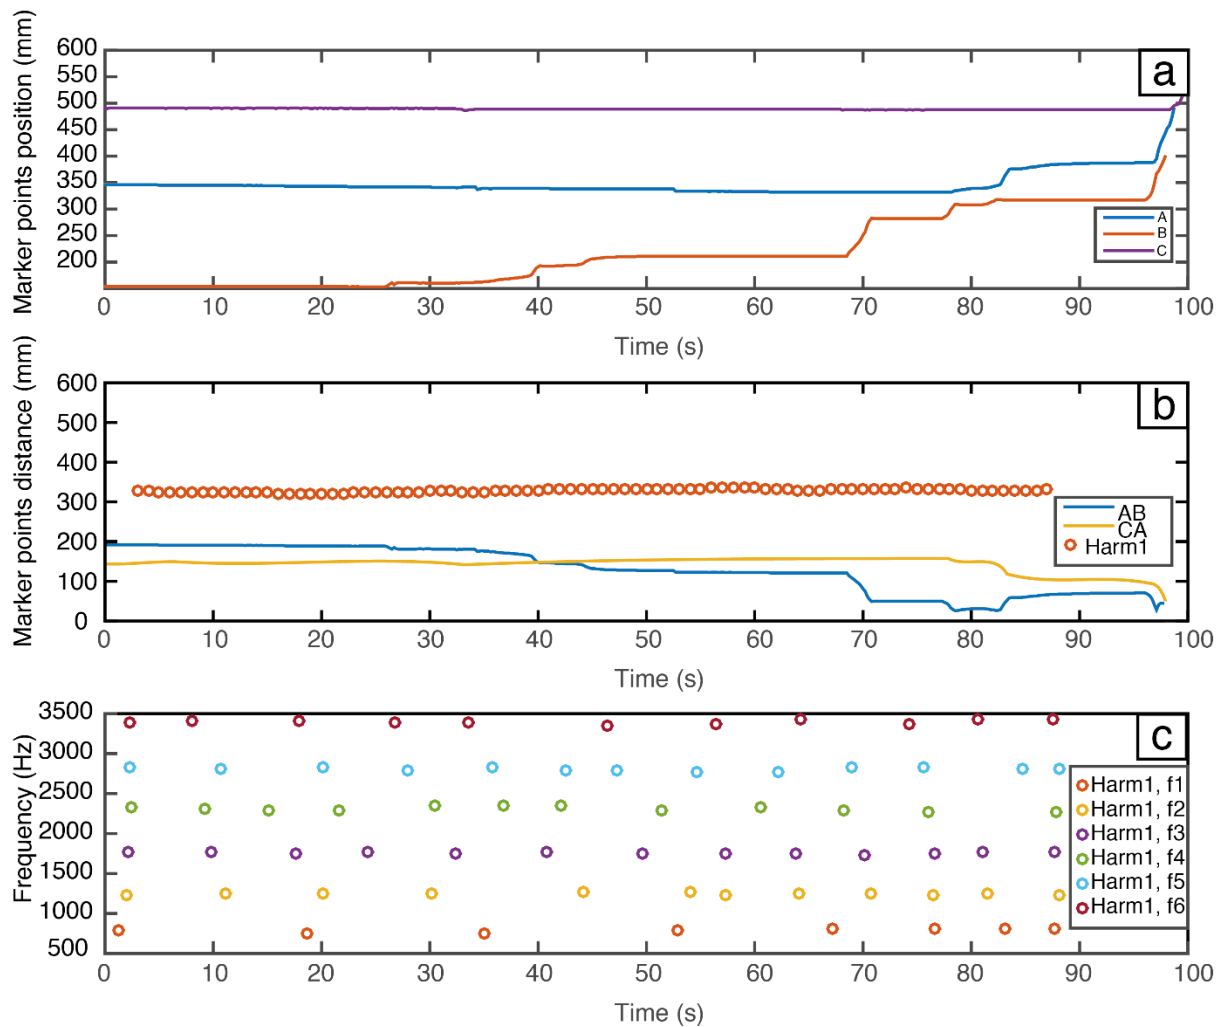 Marker points position (mm)
600
550
500
450
400
350
300
250
200
a
A
B
C
0 10 20 30 40 50 60 70 80 90 100
Time (s)
Marker points distance (mm)
600
500
400
300
200
100
0
b
AB
CA
Harm1
0 10 20 30 40 50 60 70 80 90 100
Time (s)
Frequency (Hz)
3500
3000
2500
2000
1500
1000
500
c
Harm1, f1
Harm1, f2
Harm1, f3
Harm1, f4
Harm1, f5
Harm1, f6
0 10 20 30 40 50 60 70 80 90 100
Time (s)